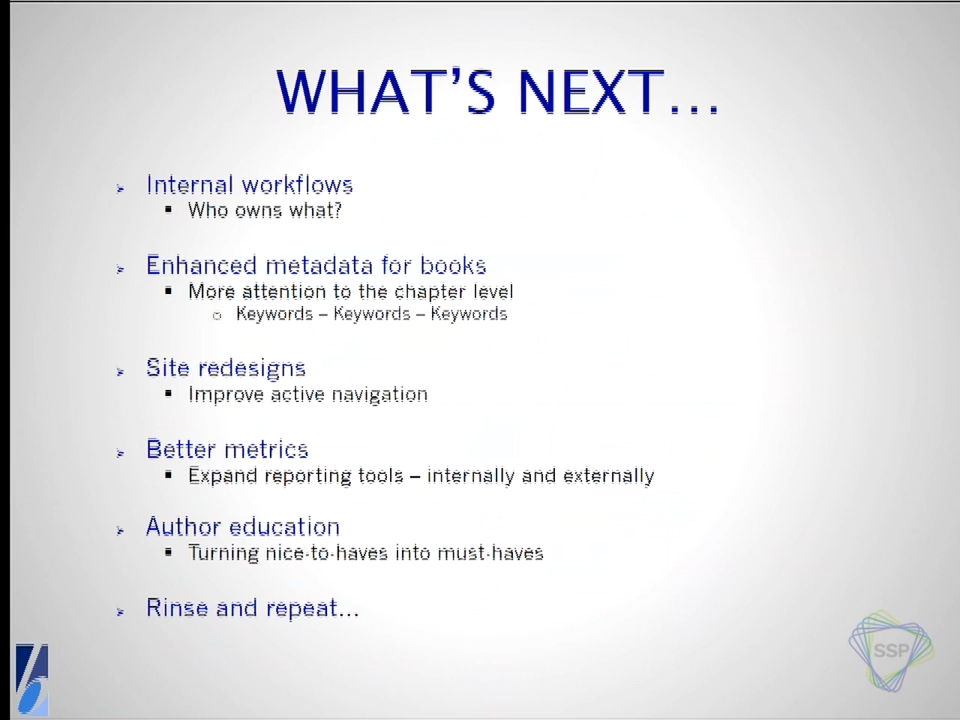 WHAT'S NEXT...
Internal workflows
Who owns what?
Enhanced metadata for books
More attention to the chapter level
Keywords – Keywords – Keywords
Site redesigns
Improve active navigation
Better metrics
Expand reporting tools – internally and externally
Author education
Turning nice-to-haves into must-haves
Rinse and repeat...
SSP